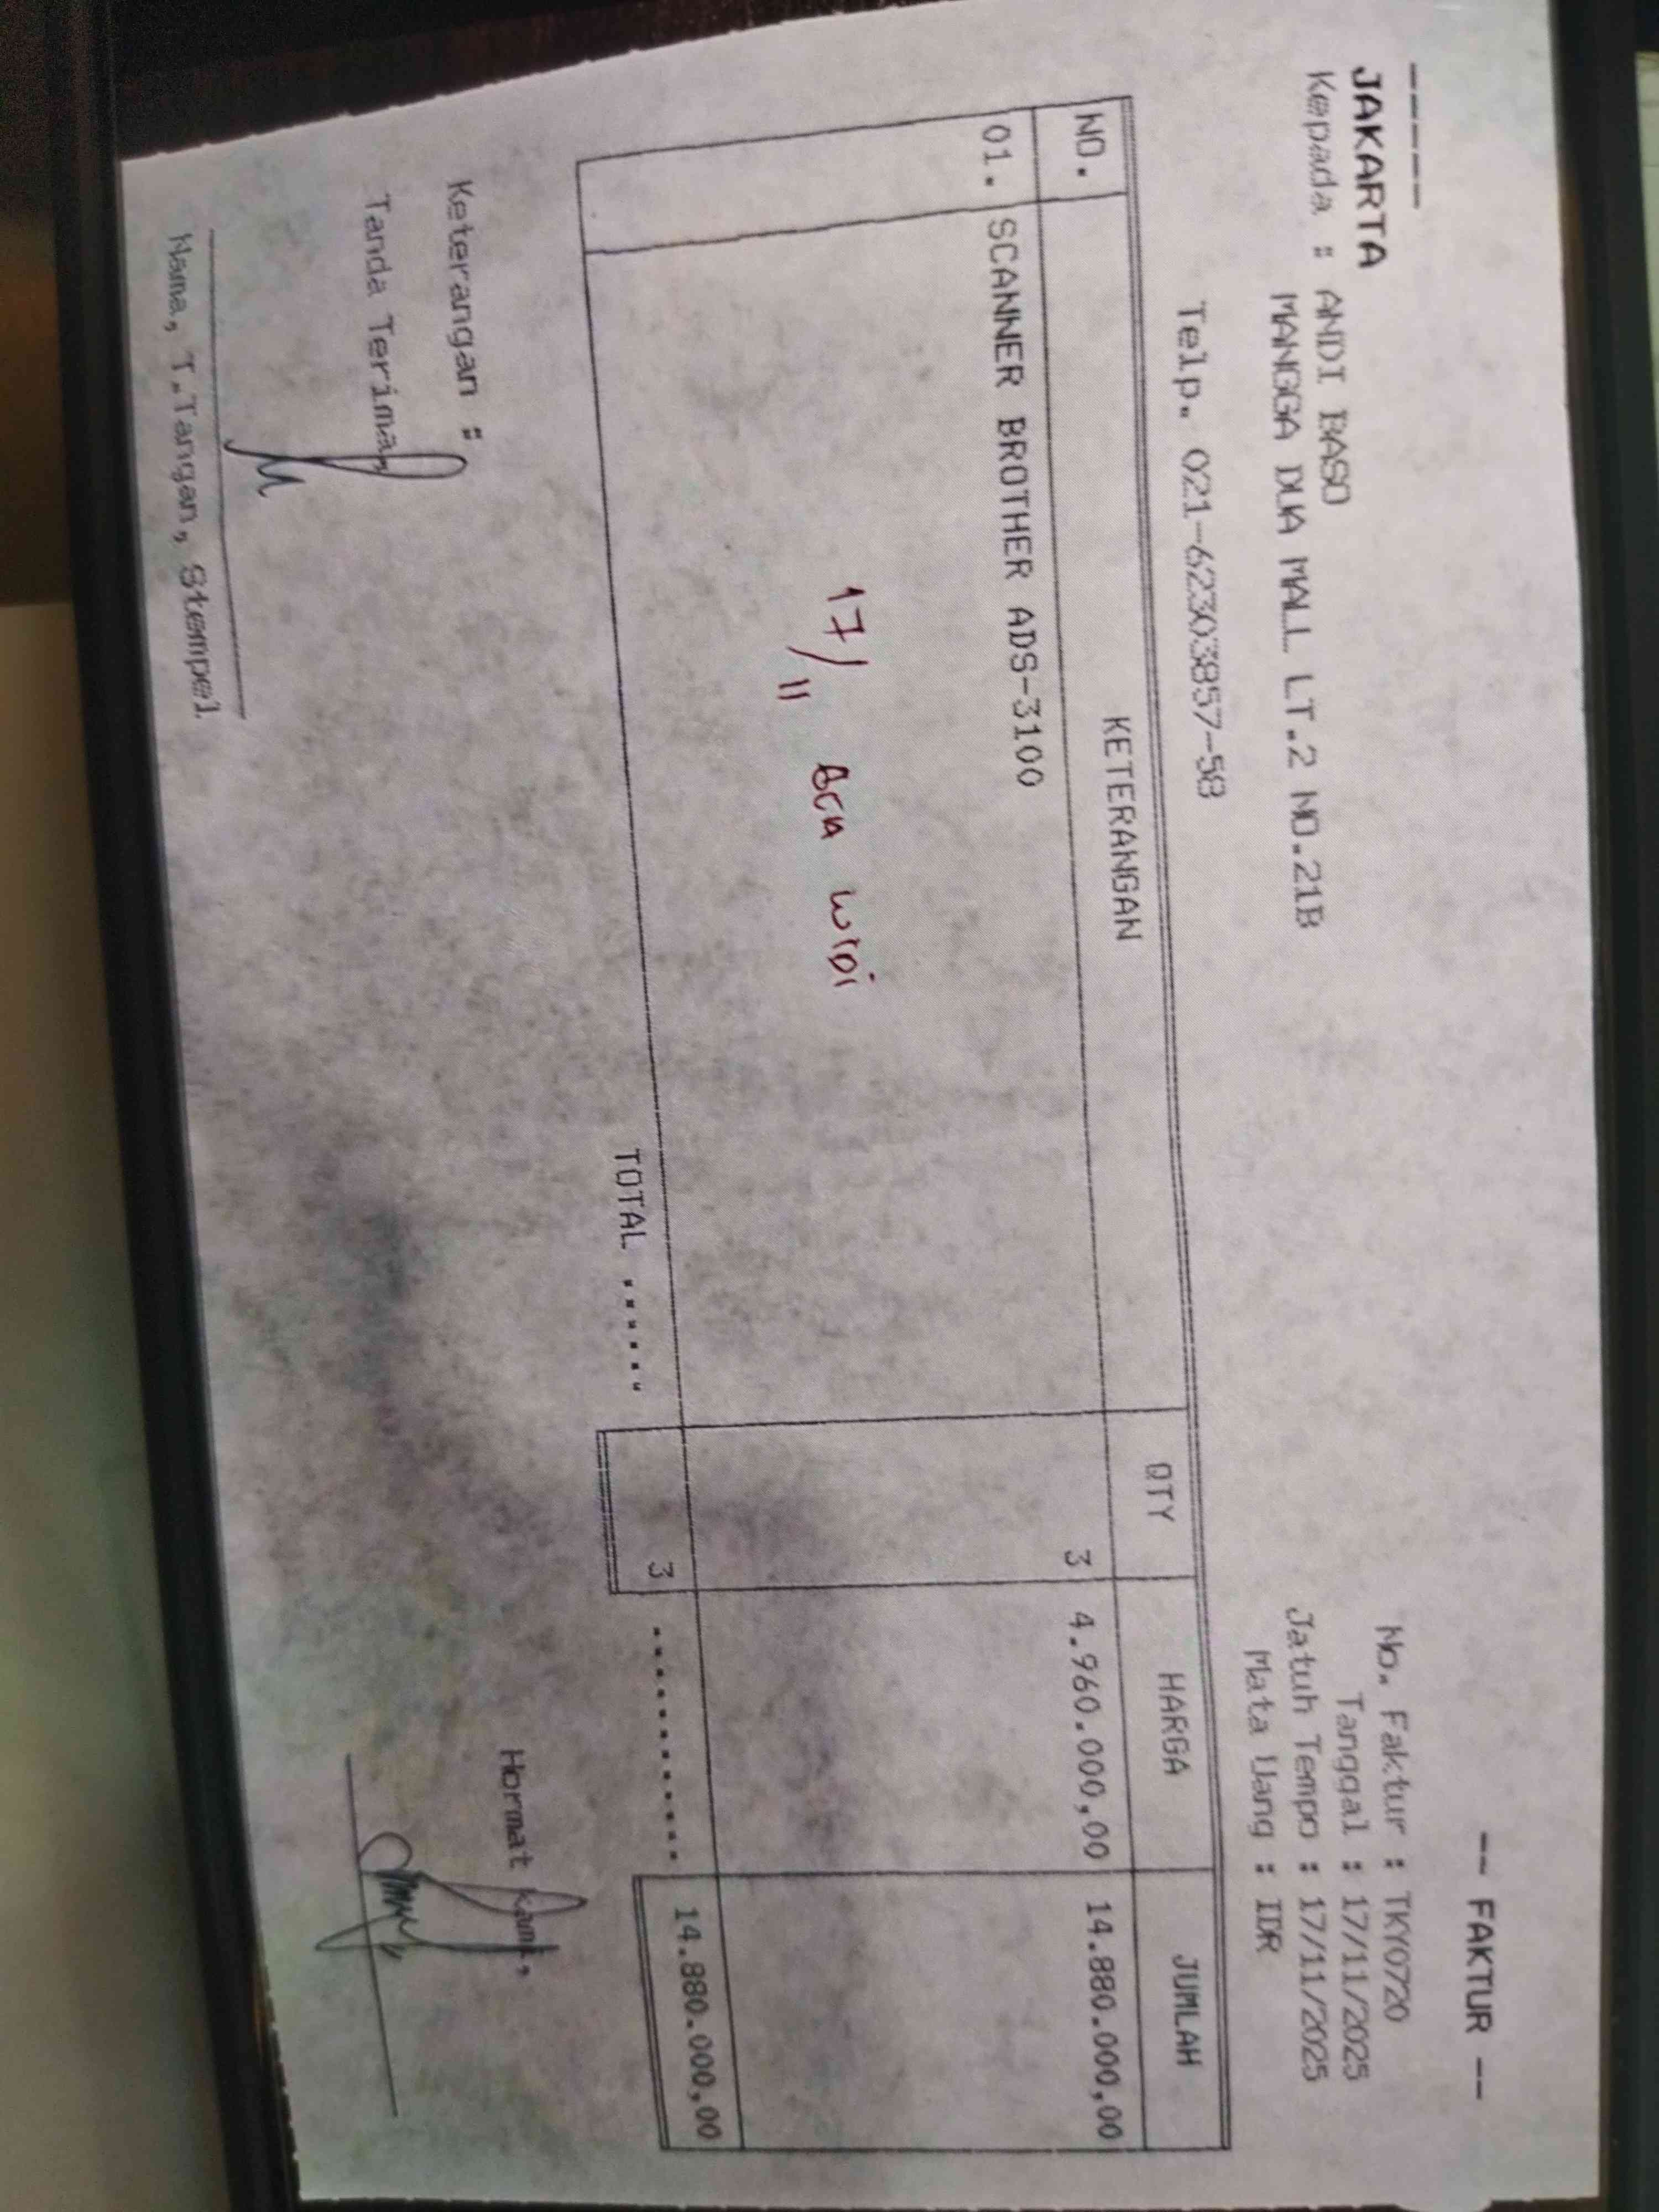 -- FAKTUR --
-----
JAKARTA
No. Faktur : TKY0720
Kepada : ANDI BASO
Tanggal : 17/11/2025
MANGGA DUA MALL LT.2 NO.21B
Jatuh Tempo : 17/11/2025
Mata Uang : IDR
Telp. 021-62303857-58
NO. KETERANGAN QTY HARGA JUMLAH
01. SCANNER BROTHER ADS-3100 3 4.960.000,00 14.880.000,00
17/11 BCA WIDI
TOTAL ...... 3 .......... 14.880.000,00
Keterangan :
Tanda Terima, Hormat kami,
Nama, T.Tangan, Stempel